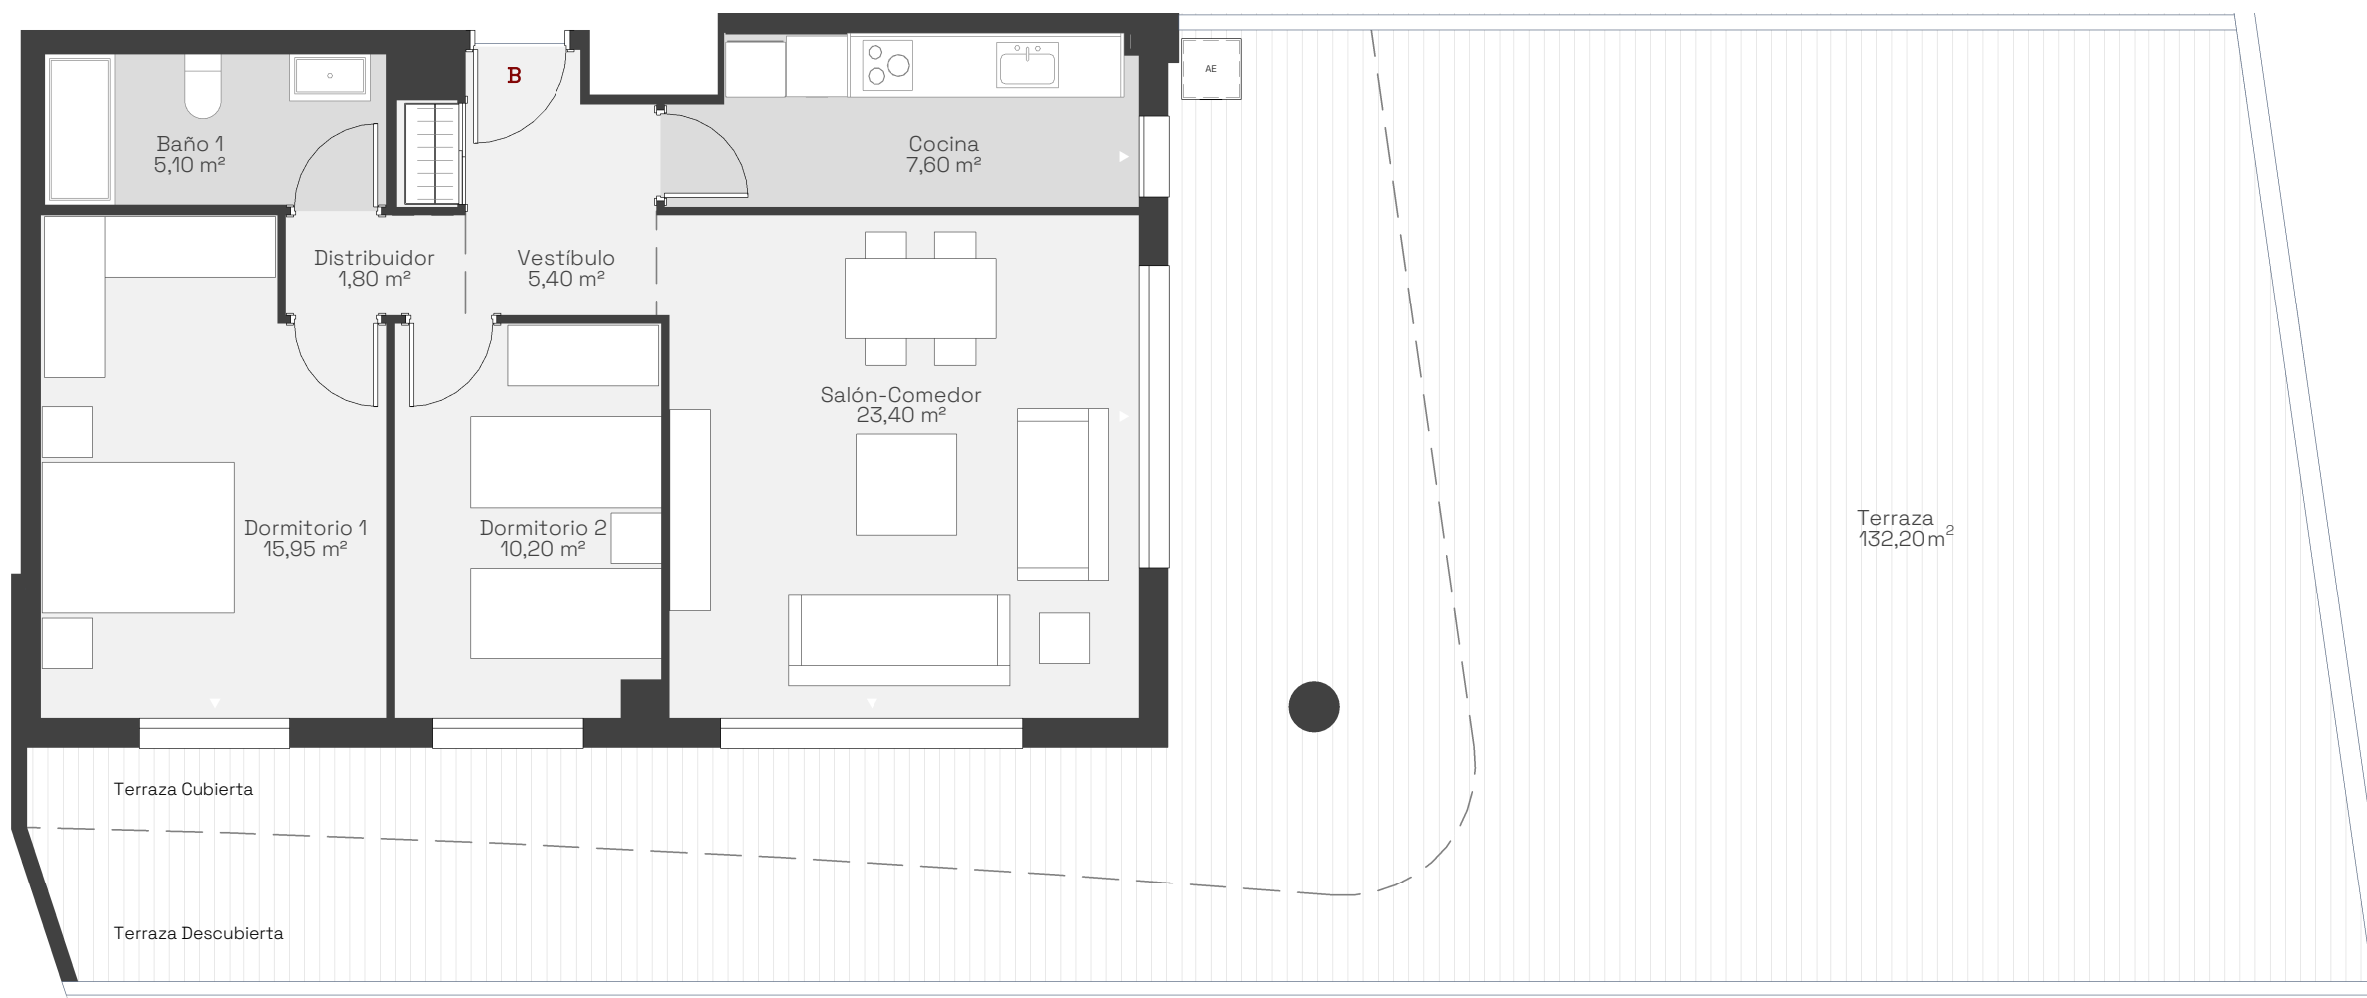 B
AE
Baño 1
5,10 m²
Cocina
7,60 m²
Distribuidor
1,80 m²
Vestíbulo
5,40 m²
Salón-Comedor
23,40 m²
Dormitorio 1
15,95 m²
Dormitorio 2
10,20 m²
Terraza
132,20m²
Terraza Cubierta
Terraza Descubierta